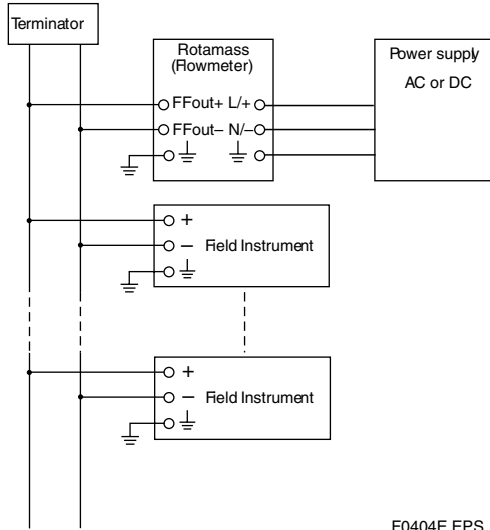 Terminator
Rotamass
(Flowmeter)
FFout+ L/+
FFout– N/–
Power supply
AC or DC
+
– Field Instrument
+
– Field Instrument
F0404E.EPS